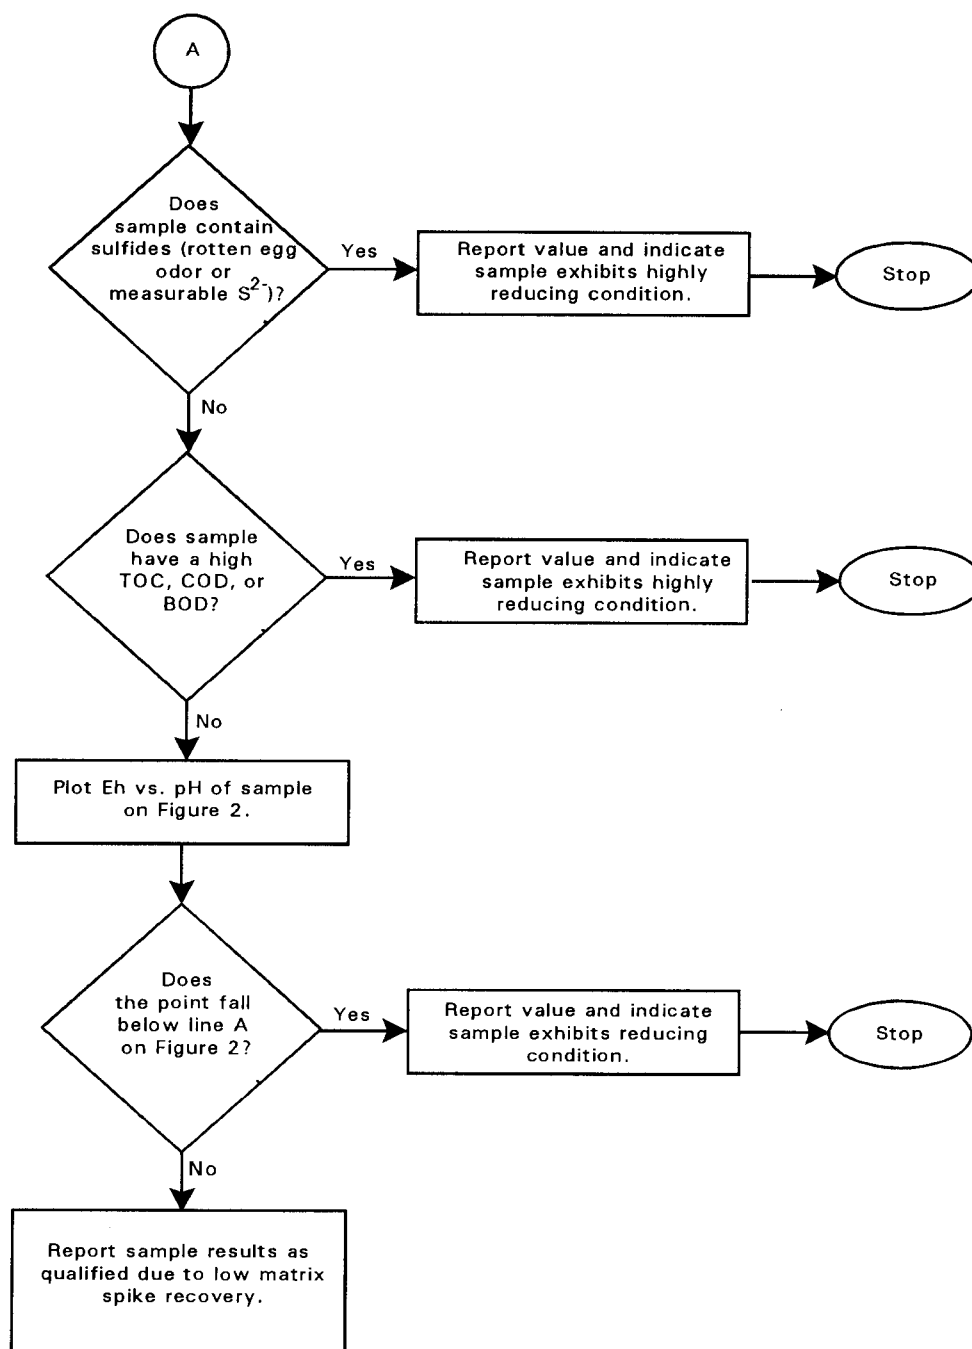 A
Does
sample contain
sulfides (rotten egg
odor or
measurable S²⁻)?
Yes
Report value and indicate
sample exhibits highly
reducing condition.
Stop
No
Does sample
have a high
TOC, COD, or
BOD?
Yes
Report value and indicate
sample exhibits highly
reducing condition.
Stop
No
Plot Eh vs. pH of sample
on Figure 2.
Does
the point fall
below line A
on Figure 2?
Yes
Report value and indicate
sample exhibits reducing
condition.
Stop
No
Report sample results as
qualified due to low matrix
spike recovery.